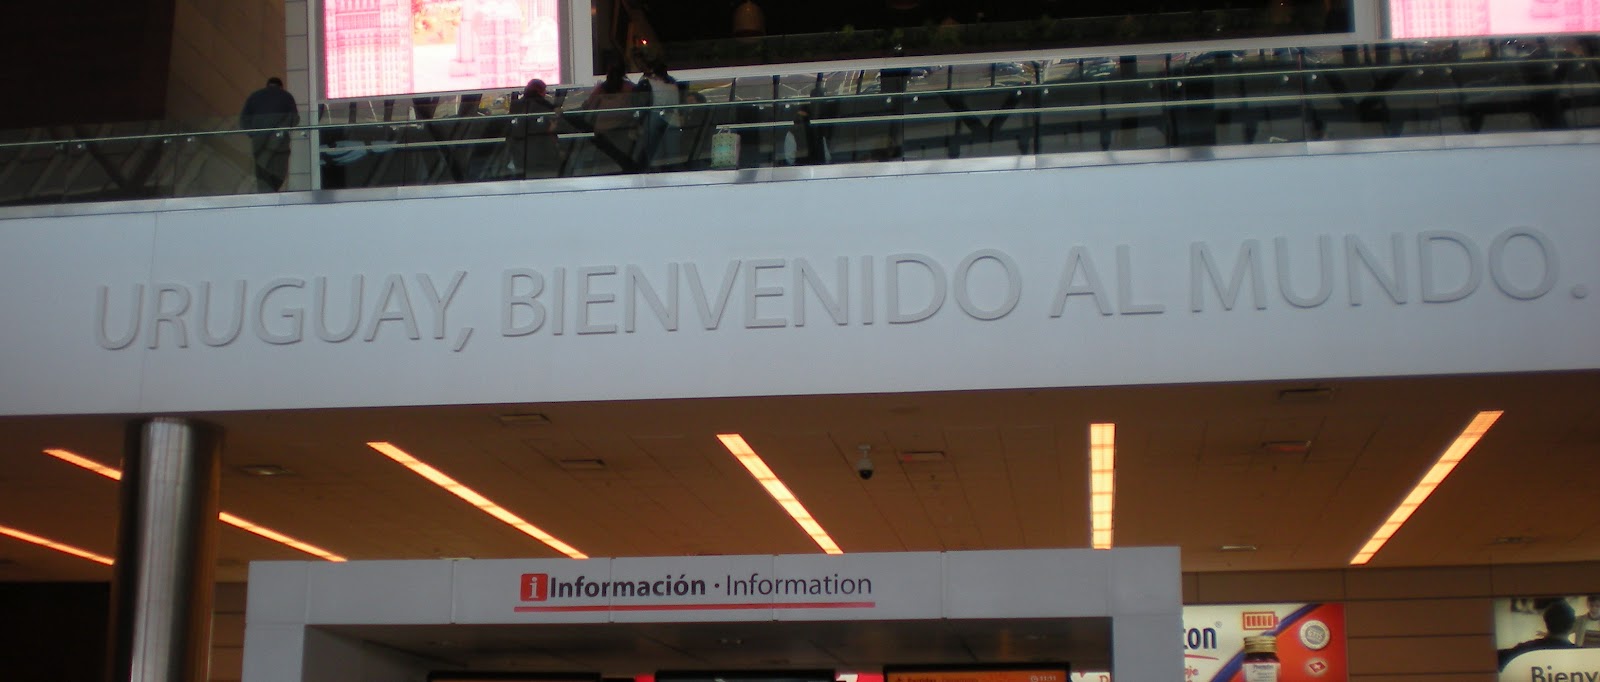 URUGUAY, BIENVENIDO AL MUNDO.
i Información · Information